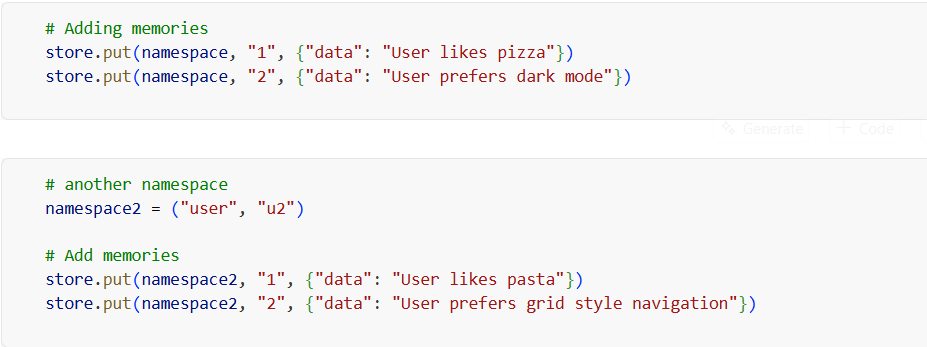 # Adding memories
store.put(namespace, "1", {"data": "User likes pizza"})
store.put(namespace, "2", {"data": "User prefers dark mode"})
Generate
Code
# another namespace
namespace2 = ("user", "u2")
# Add memories
store.put(namespace2, "1", {"data": "User likes pasta"})
store.put(namespace2, "2", {"data": "User prefers grid style navigation"})